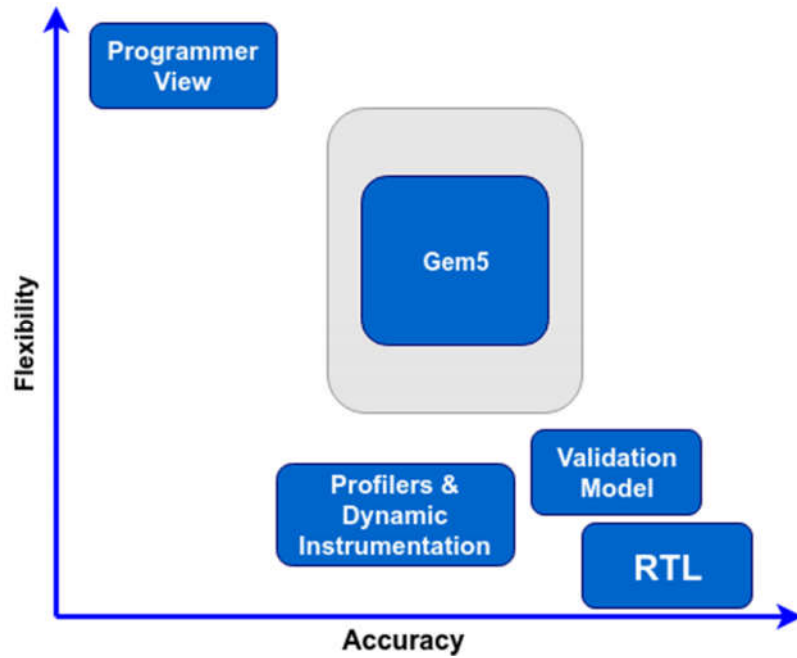 Programmer
View
Gem5
Flexibility
Validation
Model
Profilers &
Dynamic
Instrumentation
RTL
Accuracy